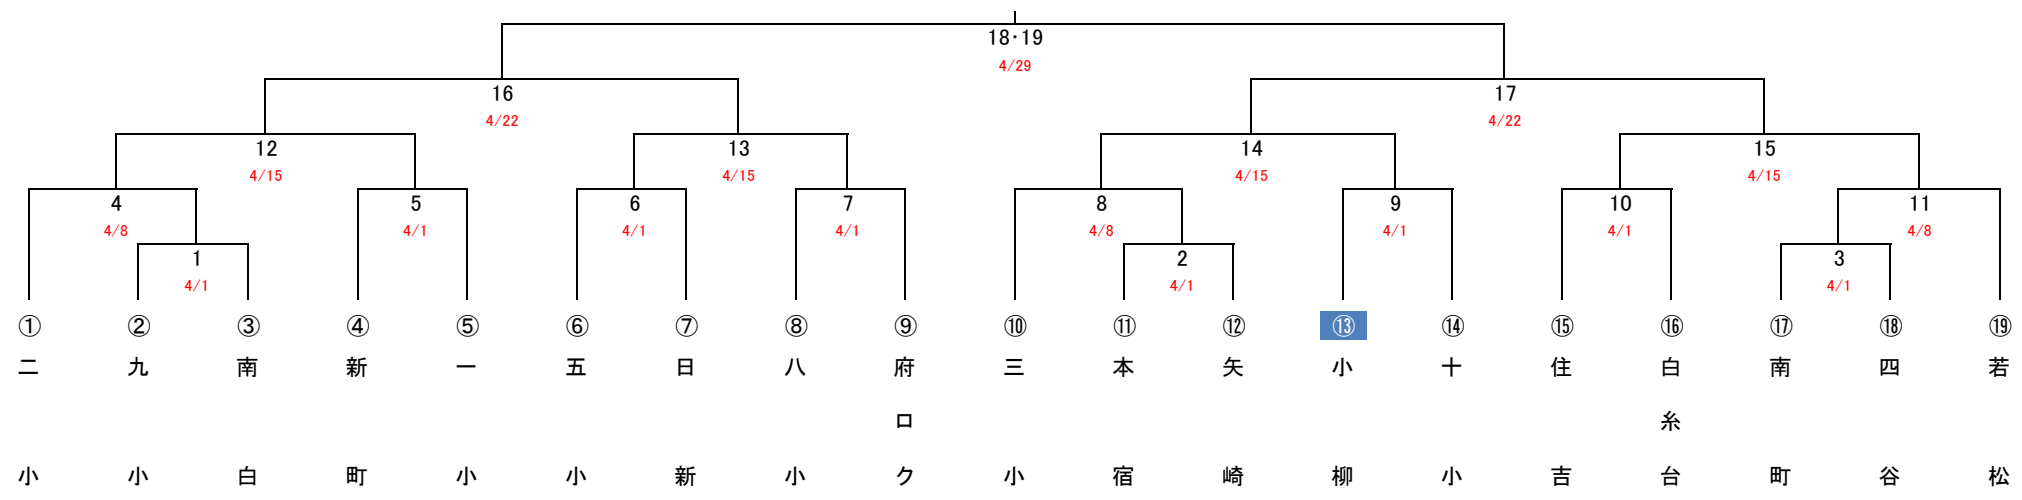 18・19
4/29
16 17
4/22 4/22
12 13 14 15
4/15 4/15 4/15 4/15
4 5 6 7 8 9 10 11
4/8 4/1 4/1 4/1 4/8 4/1 4/1 4/8
1 2 3
4/1 4/1 4/1
① ② ③ ④ ⑤ ⑥ ⑦ ⑧ ⑨ ⑩ ⑪ ⑫ ⑬ ⑭ ⑮ ⑯ ⑰ ⑱ ⑲
二小
九小
南白
新町
一小
五小
日新
八小
府ロク
三小
本宿
矢崎
小柳
十小
住吉
白糸台
南町
四谷
若松